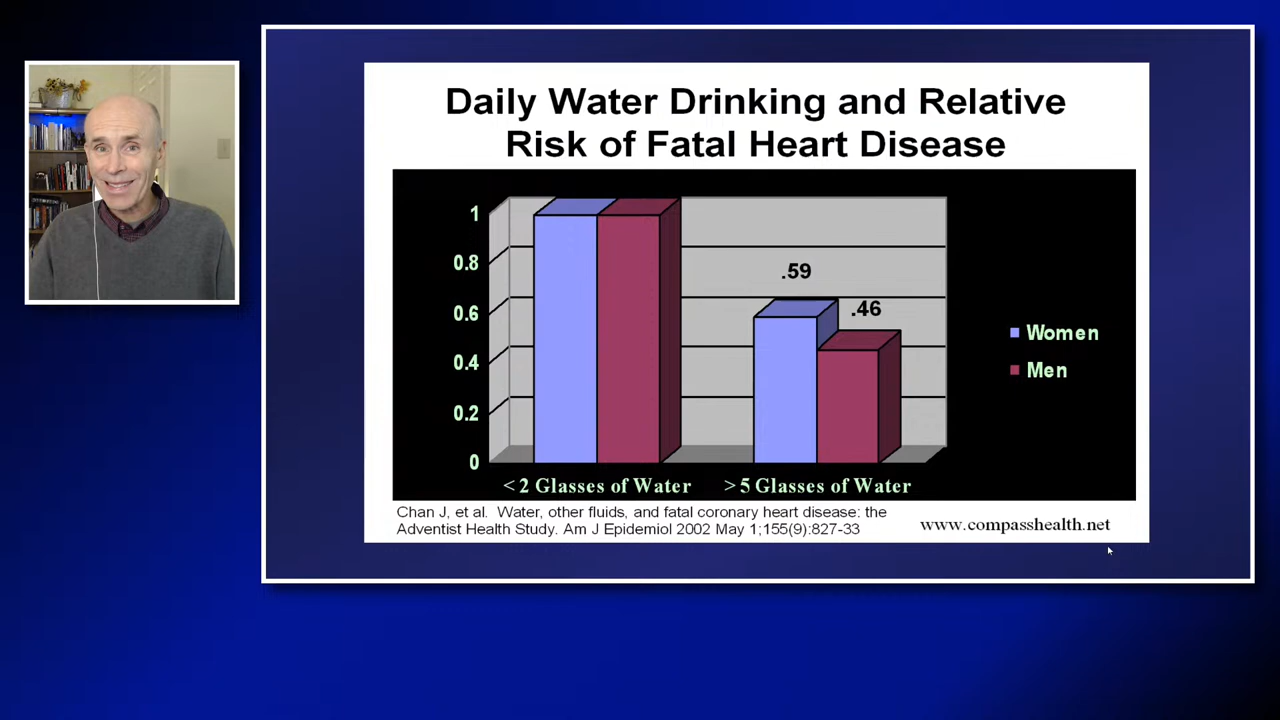 Daily Water Drinking and Relative
Risk of Fatal Heart Disease
1
0.8
0.6
0.4
0.2
0
.59
.46
Women
Men
< 2 Glasses of Water
> 5 Glasses of Water
Chan J, et al. Water, other fluids, and fatal coronary heart disease: the
Adventist Health Study. Am J Epidemiol 2002 May 1;155(9):827-33
www.compasshealth.net